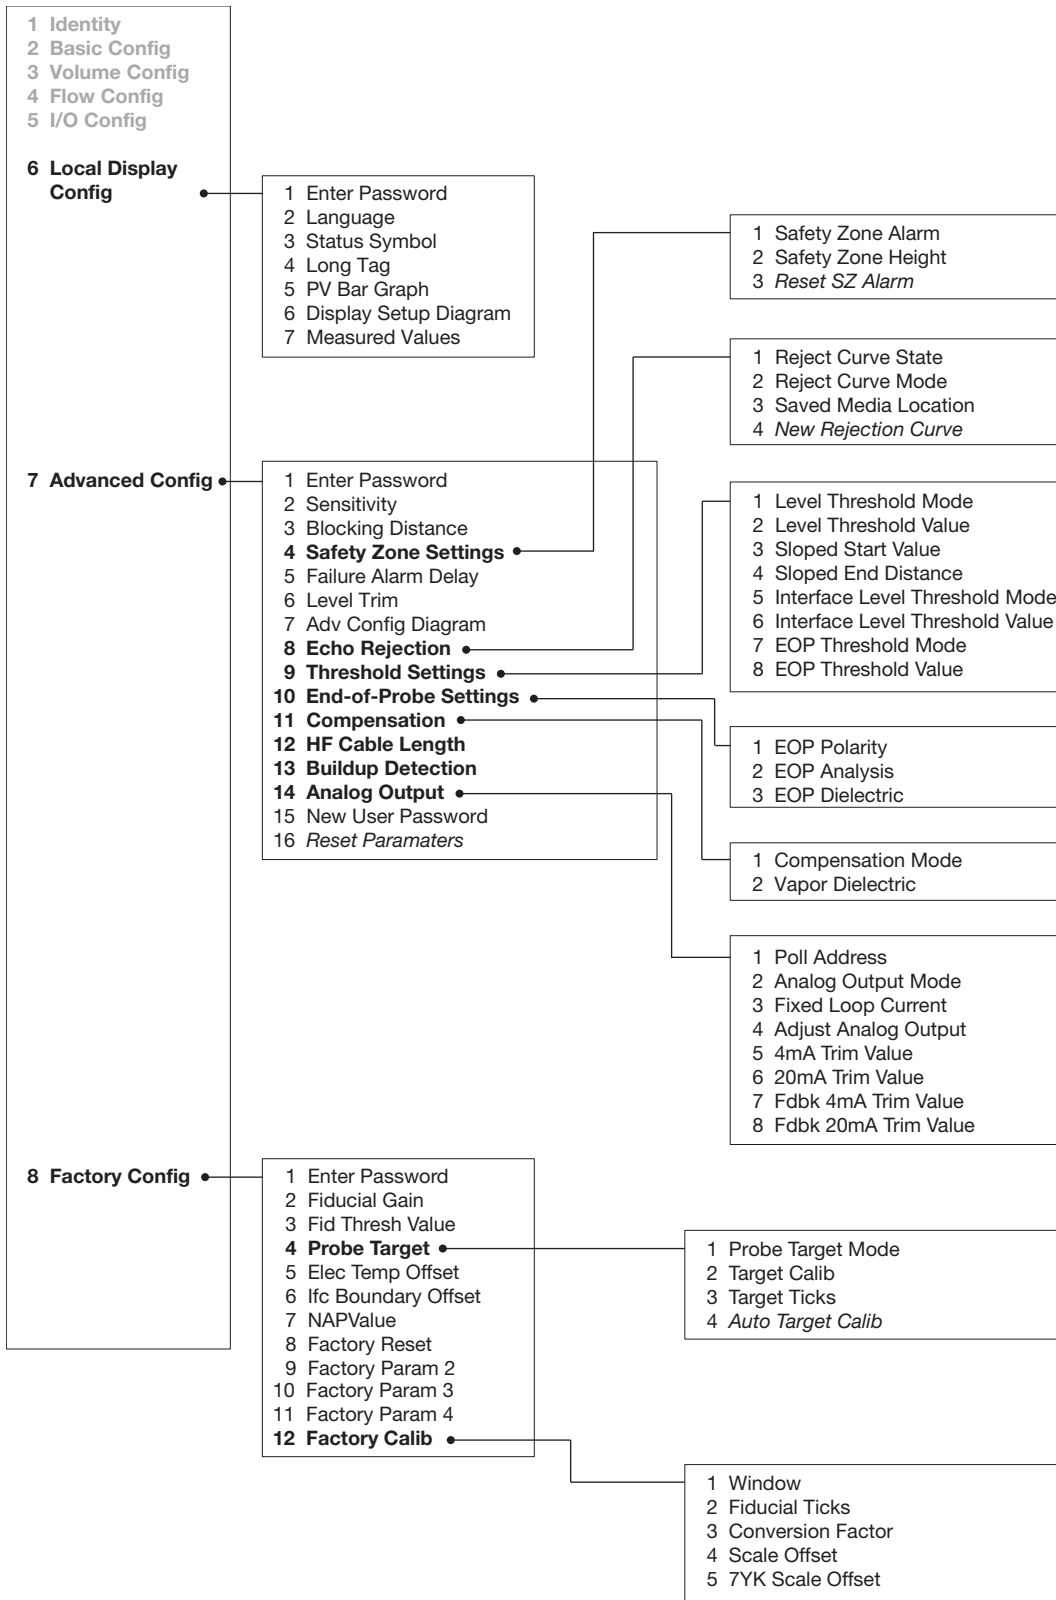 1 Identity
2 Basic Config
3 Volume Config
4 Flow Config
5 I/O Config
6 Local Display
Config
1 Enter Password
2 Language
3 Status Symbol
4 Long Tag
5 PV Bar Graph
6 Display Setup Diagram
7 Measured Values
7 Advanced Config
1 Enter Password
2 Sensitivity
3 Blocking Distance
4 Safety Zone Settings
5 Failure Alarm Delay
6 Level Trim
7 Adv Config Diagram
8 Echo Rejection
9 Threshold Settings
10 End-of-Probe Settings
11 Compensation
12 HF Cable Length
13 Buildup Detection
14 Analog Output
15 New User Password
16 Reset Paramaters
1 Safety Zone Alarm
2 Safety Zone Height
3 Reset SZ Alarm
1 Reject Curve State
2 Reject Curve Mode
3 Saved Media Location
4 New Rejection Curve
1 Level Threshold Mode
2 Level Threshold Value
3 Sloped Start Value
4 Sloped End Distance
5 Interface Level Threshold Mode
6 Interface Level Threshold Value
7 EOP Threshold Mode
8 EOP Threshold Value
1 EOP Polarity
2 EOP Analysis
3 EOP Dielectric
1 Compensation Mode
2 Vapor Dielectric
1 Poll Address
2 Analog Output Mode
3 Fixed Loop Current
4 Adjust Analog Output
5 4mA Trim Value
6 20mA Trim Value
7 Fdbk 4mA Trim Value
8 Fdbk 20mA Trim Value
8 Factory Config
1 Enter Password
2 Fiducial Gain
3 Fid Thresh Value
4 Probe Target
5 Elec Temp Offset
6 Ifc Boundary Offset
7 NAPValue
8 Factory Reset
9 Factory Param 2
10 Factory Param 3
11 Factory Param 4
12 Factory Calib
1 Probe Target Mode
2 Target Calib
3 Target Ticks
4 Auto Target Calib
1 Window
2 Fiducial Ticks
3 Conversion Factor
4 Scale Offset
5 7YK Scale Offset